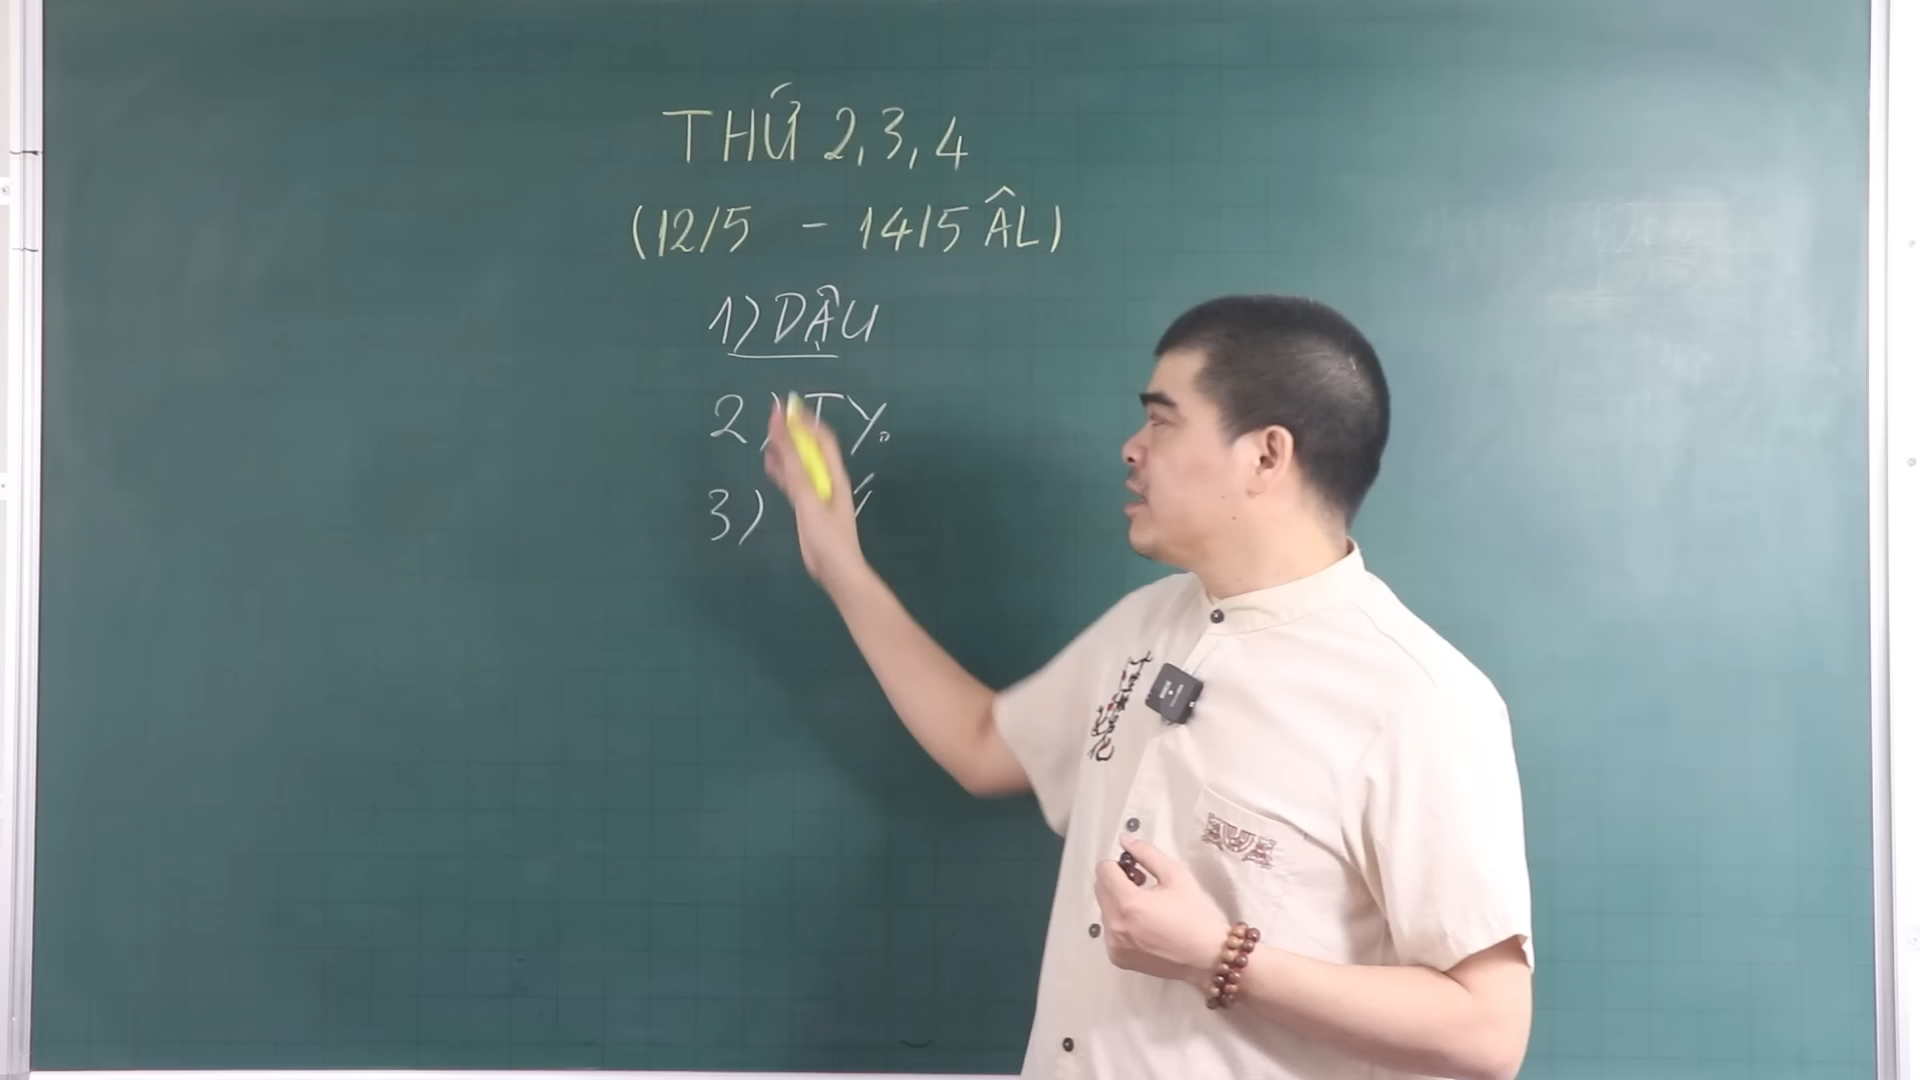 THỨ 2, 3, 4
(12/5 - 14/5 ÂL)
1) DẬU
2) TỴ
3)